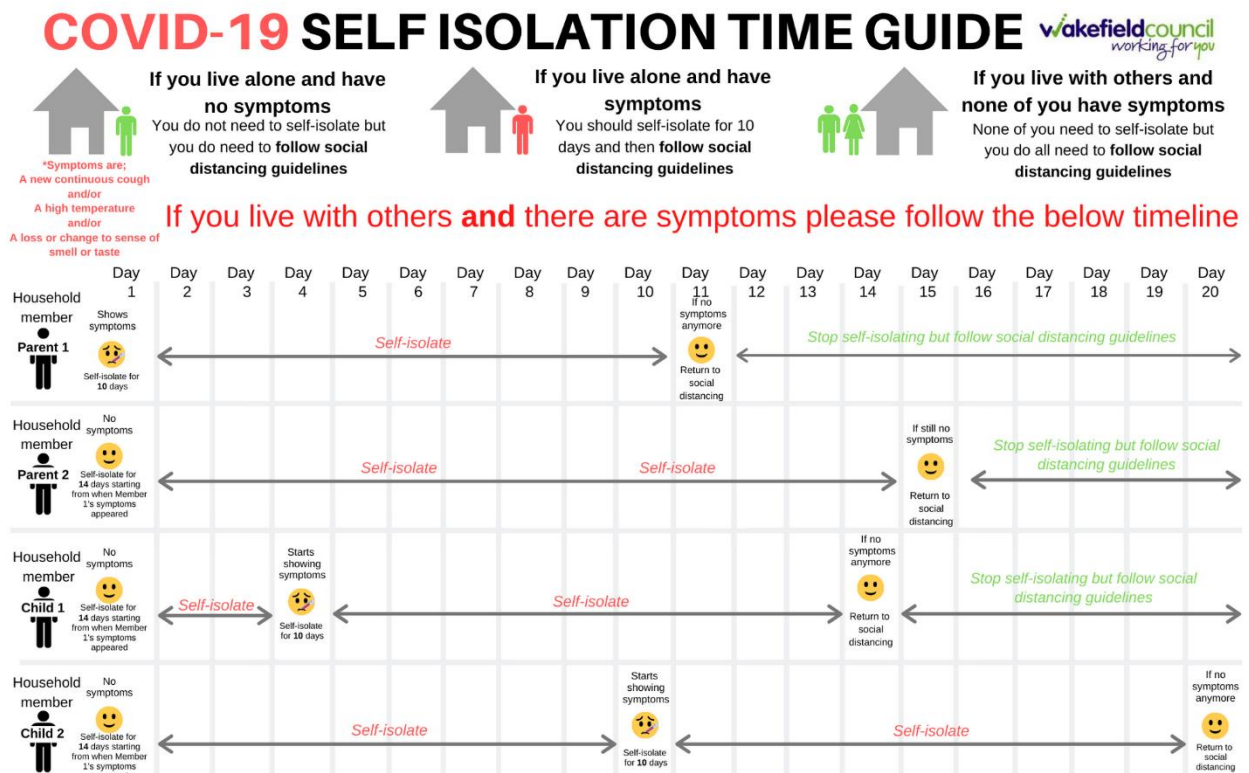 COVID-19 SELF ISOLATION TIME GUIDE
wakefieldcouncil
working for you
If you live alone and have
no symptoms
You do not need to self-isolate but
you do need to follow social
distancing guidelines
If you live alone and have
symptoms
You should self-isolate for 10
days and then follow social
distancing guidelines
If you live with others and
none of you have symptoms
None of you need to self-isolate but
you do all need to follow social
distancing guidelines
*Symptoms are;
A new continuous cough
and/or
A high temperature
and/or
A loss or change to sense of
smell or taste
If you live with others and there are symptoms please follow the below timeline
Day 1
Day 2
Day 3
Day 4
Day 5
Day 6
Day 7
Day 8
Day 9
Day 10
Day 11
Day 12
Day 13
Day 14
Day 15
Day 16
Day 17
Day 18
Day 19
Day 20
Household
member
Parent 1
Shows
symptoms
Self-isolate for
10 days
Self-isolate
If no
symptoms
anymore
Return to
social
distancing
Stop self-isolating but follow social distancing guidelines
Household
member
Parent 2
No
symptoms
Self-isolate for
14 days starting
from when Member
1's symptoms
appeared
Self-isolate
Self-isolate
If still no
symptoms
Return to
social
distancing
Stop self-isolating but follow social
distancing guidelines
Household
member
Child 1
No
symptoms
Self-isolate for
14 days starting
from when Member
1's symptoms
appeared
Self-isolate
Starts
showing
symptoms
Self-isolate
for 10 days
Self-isolate
If no
symptoms
anymore
Return to
social
distancing
Stop self-isolating but follow social
distancing guidelines
Household
member
Child 2
No
symptoms
Self-isolate for
14 days starting
from when Member
1's symptoms
Self-isolate
Starts
showing
symptoms
Self-isolate
for 10 days
Self-isolate
If no
symptoms
anymore
Return to
social
distancing